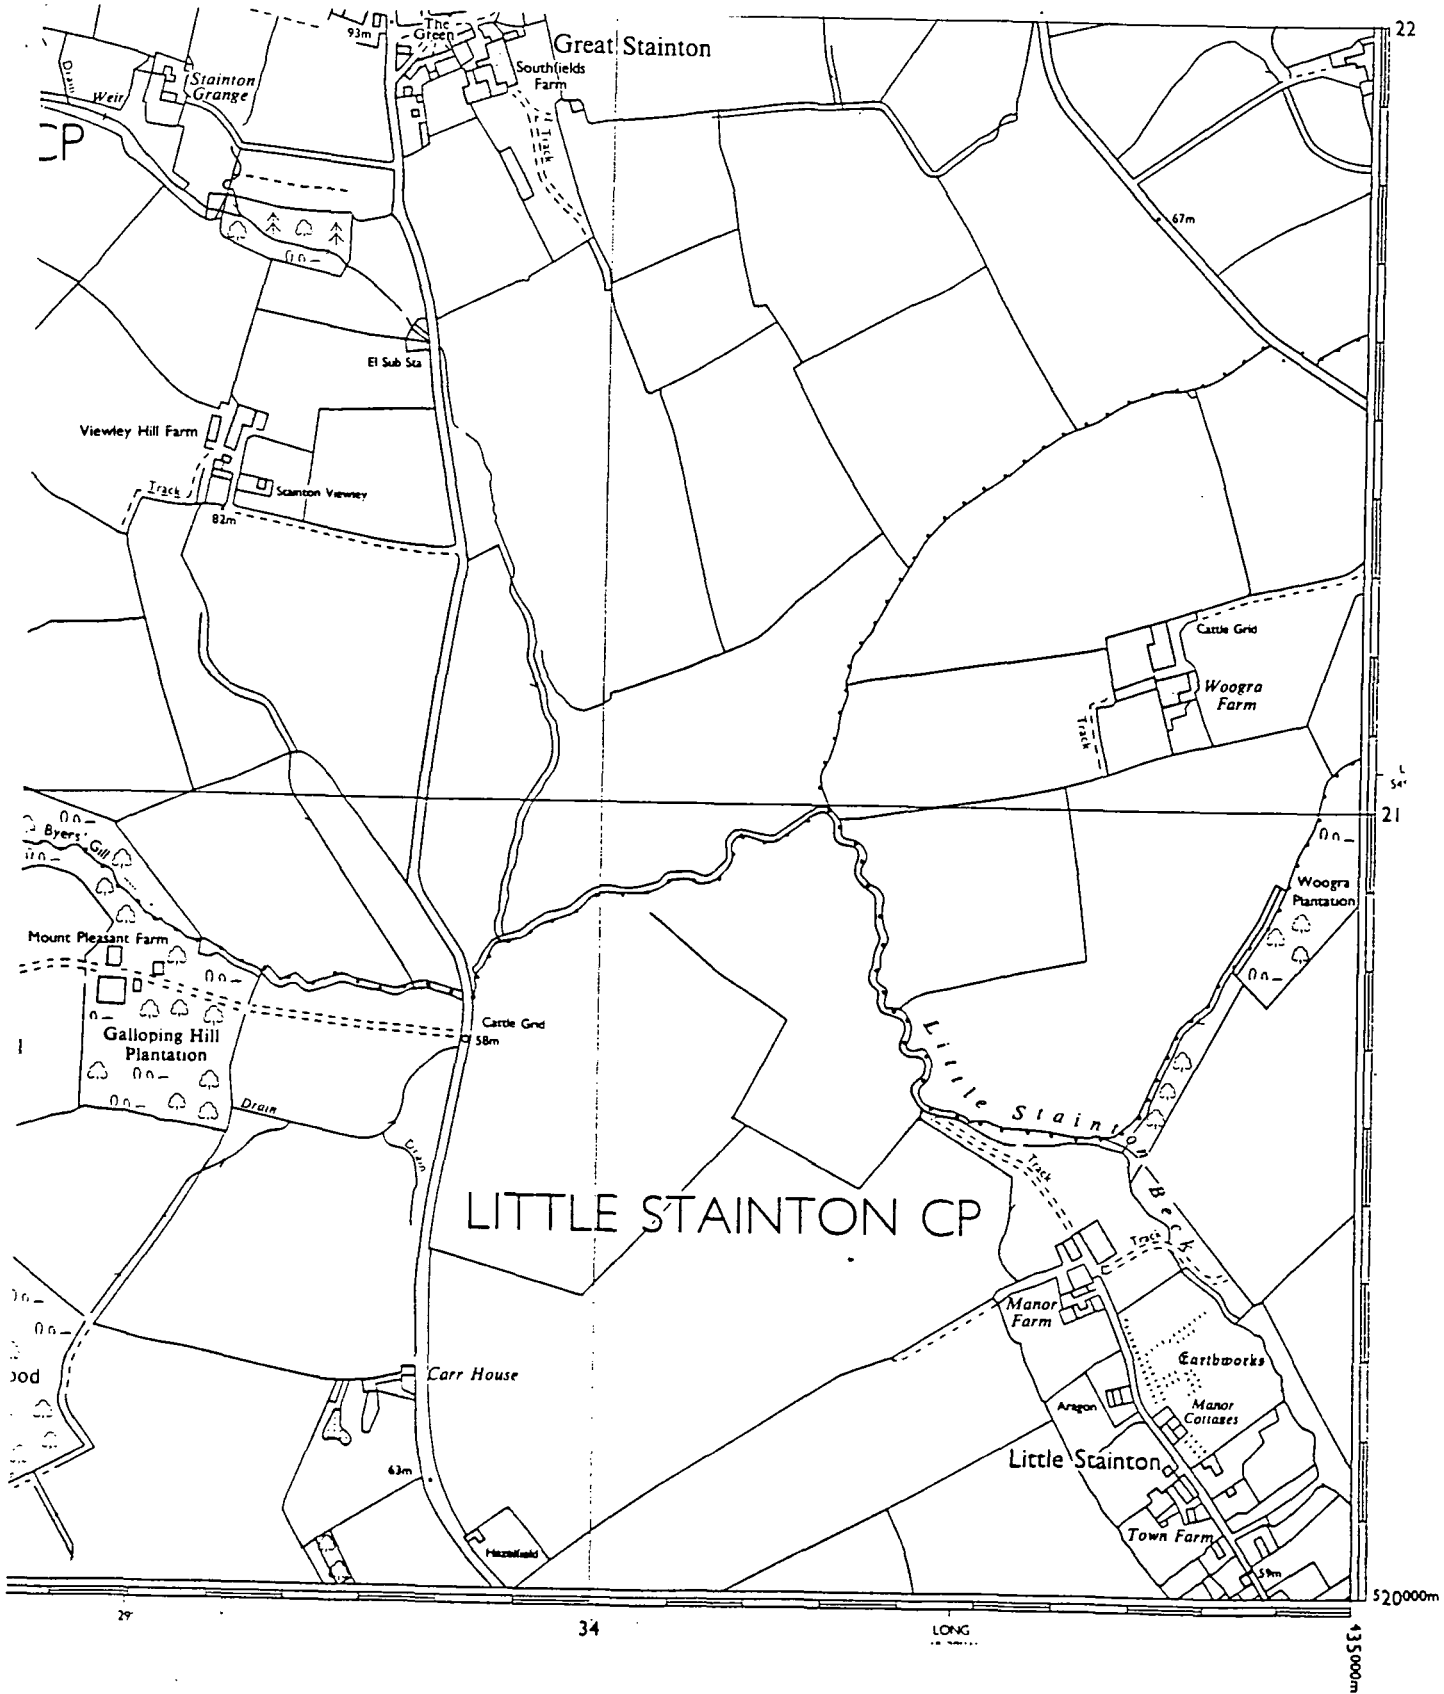 22
The
Green
93m
Great Stainton
Southfields
Farm
Drain
Stainton
Grange
Weir
Track
CP
67m
El Sub Sta
Viewley Hill Farm
Track
Stainton Viewley
82m
Cattle Grid
Woogra
Farm
Track
54'
21
Byers' Gill
Woogra
Plantation
Mount Pleasant Farm
Cattle Grid
58m
Galloping Hill
Plantation
Little Stainton Beck
Drain
Drain
Track
LITTLE STAINTON CP
Track
Manor
Farm
Earthworks
ood
Carr House
Aragon
Manor
Cottages
Little Stainton
63m
Town Farm
Hazelfield
59m
520000m
29'
34
LONG
435000m